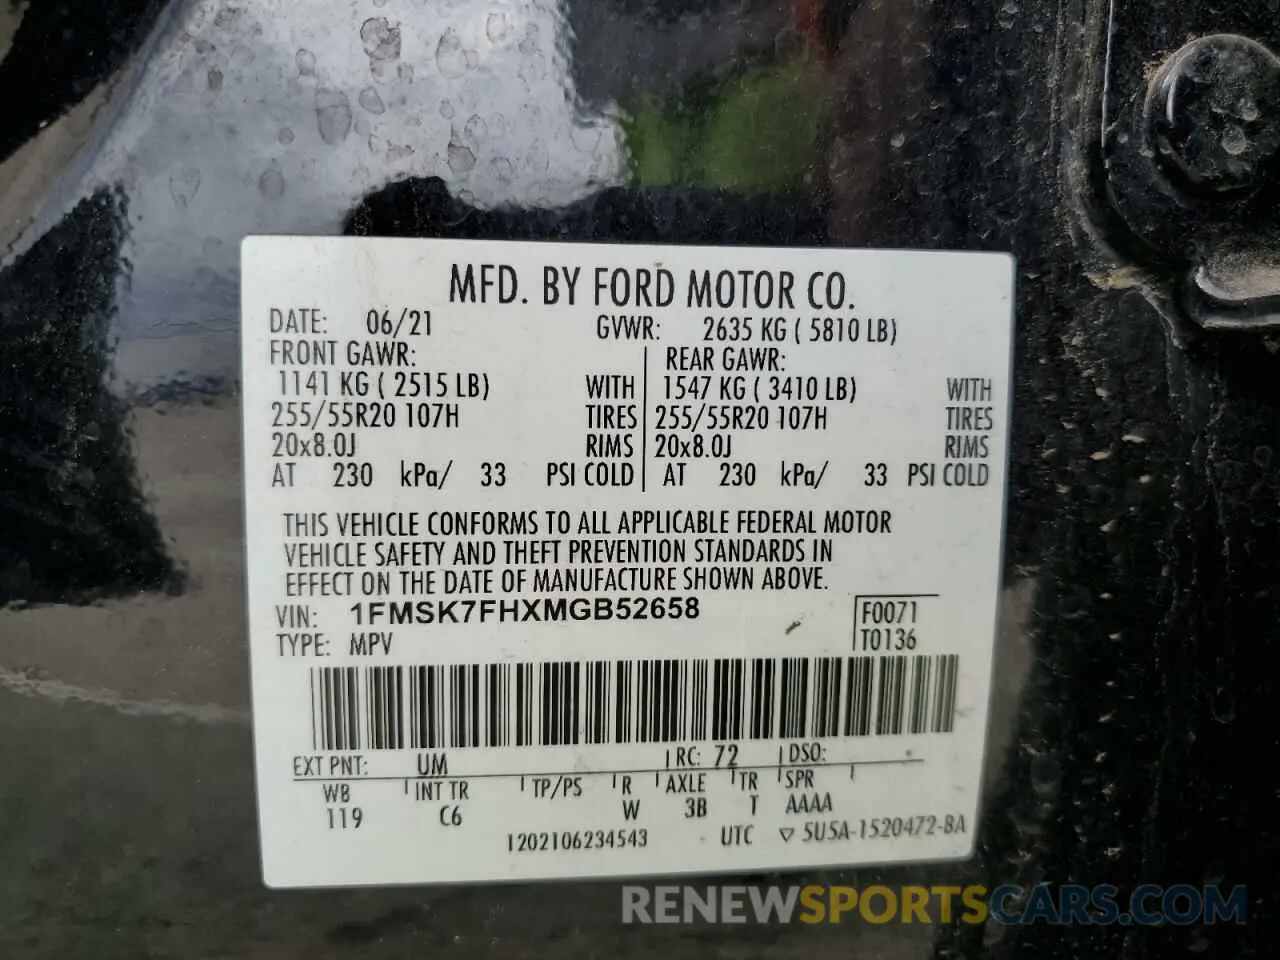 MFD. BY FORD MOTOR CO.
DATE: 06/21 GVWR: 2635 KG ( 5810 LB)
FRONT GAWR: REAR GAWR:
1141 KG ( 2515 LB) WITH 1547 KG ( 3410 LB) WITH
255/55R20 107H TIRES 255/55R20 107H TIRES
20x8.0J RIMS 20x8.0J RIMS
AT 230 kPa/ 33 PSI COLD AT 230 kPa/ 33 PSI COLD
THIS VEHICLE CONFORMS TO ALL APPLICABLE FEDERAL MOTOR
VEHICLE SAFETY AND THEFT PREVENTION STANDARDS IN
EFFECT ON THE DATE OF MANUFACTURE SHOWN ABOVE.
VIN: 1FMSK7FHXMGB52658 F0071
TYPE: MPV T0136
EXT PNT: UM RC: 72 DSO:
WB INT TR TP/PS R AXLE TR SPR
119 C6 W 3B T AAAA
1202106234543 UTC ▽ 5U5A-1520472-BA
RENEWSPORTSCARS.COM